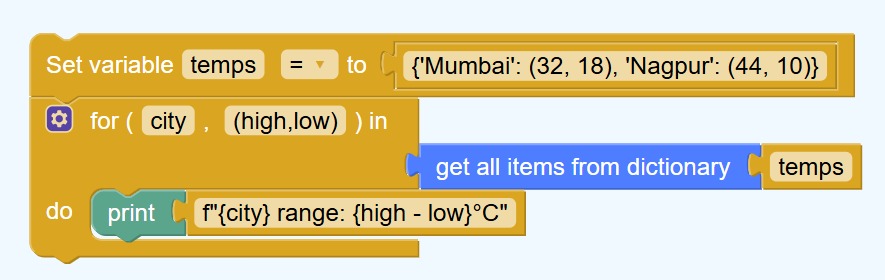 Set variable temps = to {'Mumbai': (32, 18), 'Nagpur': (44, 10)}
for ( city , (high,low) ) in
get all items from dictionary temps
do print f"{city} range: {high - low}°C"